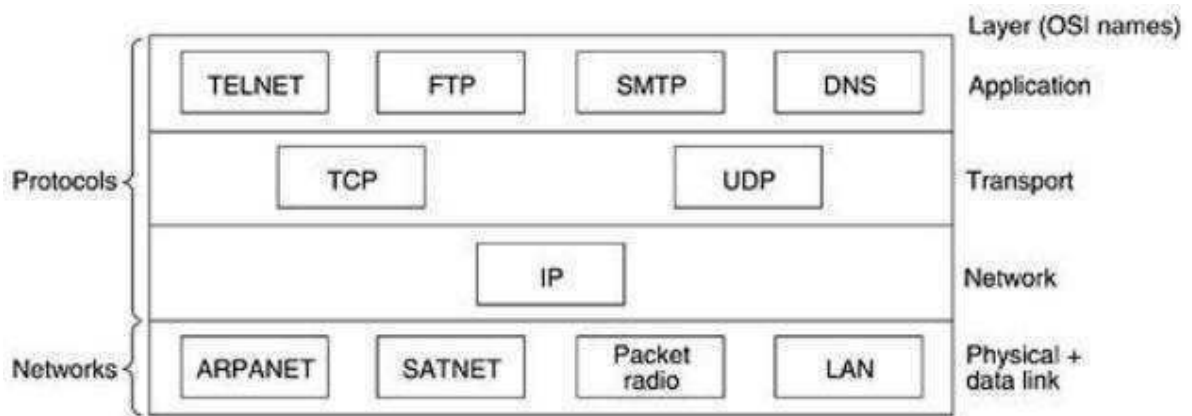 Layer (OSI names)
TELNET FTP SMTP DNS Application
Protocols TCP UDP Transport
IP Network
Networks ARPANET SATNET Packet radio LAN Physical + data link